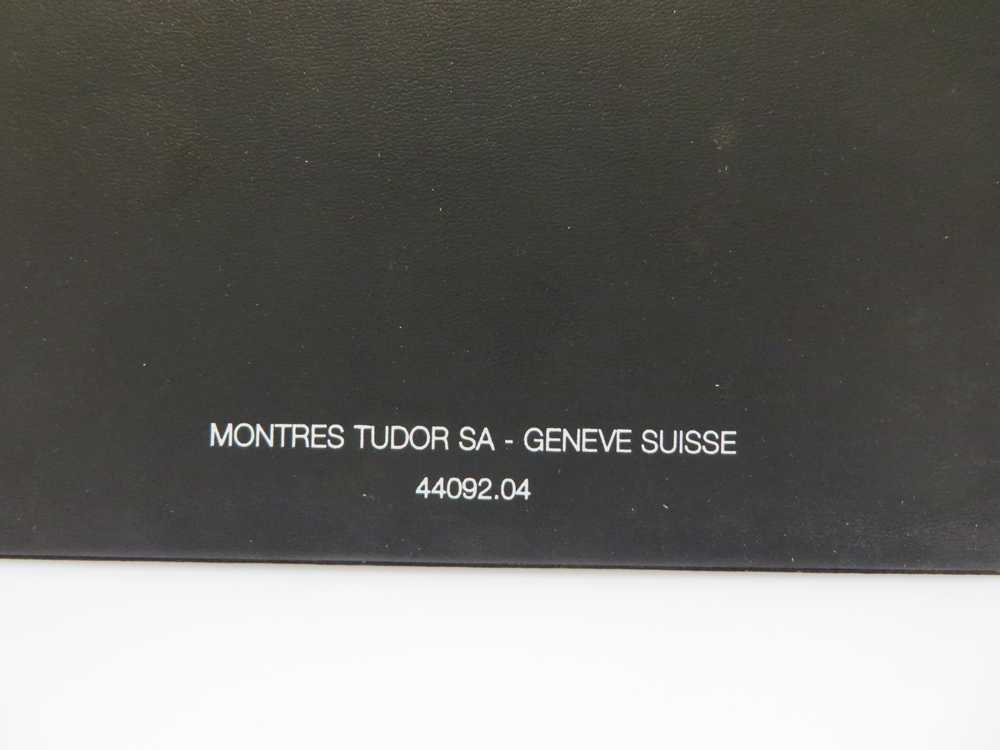 MONTRES TUDOR SA - GENEVE SUISSE
44092.04